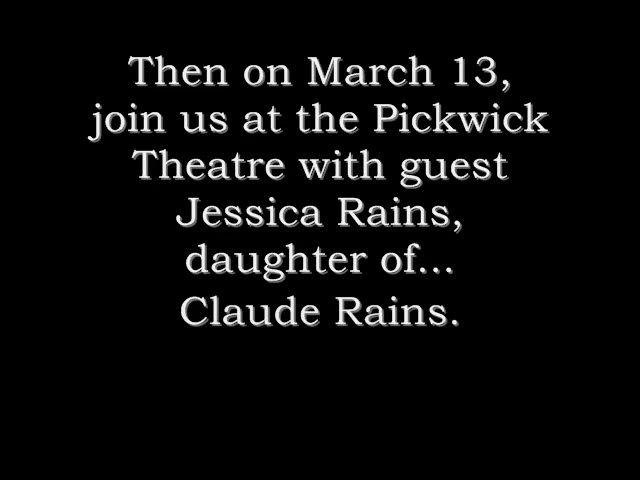 Then on March 13,
join us at the Pickwick
Theatre with guest
Jessica Rains,
daughter of...
Claude Rains.